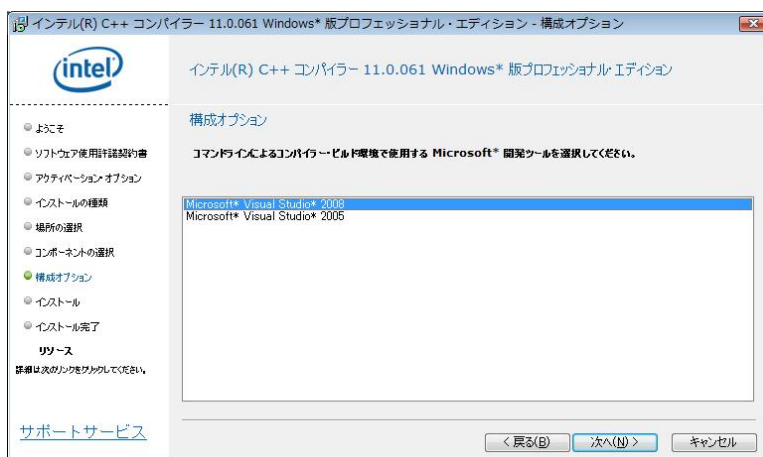 インテル(R) C++ コンパイラー 11.0.061 Windows* 版プロフェッショナル・エディション - 構成オプション
intel
インテル(R) C++ コンパイラー 11.0.061 Windows* 版プロフェッショナル・エディション
ようこそ
ソフトウェア使用許諾契約書
アクティベーション・オプション
インストールの種類
場所の選択
コンポーネントの選択
構成オプション
インストール
インストール完了
リソース
詳細は次のリンクをクリックしてください。
サポートサービス
構成オプション
コマンドラインによるコンパイラー・ビルド環境で使用する Microsoft* 開発ツールを選択してください。
Microsoft* Visual Studio* 2008
Microsoft* Visual Studio* 2005
< 戻る(B)
次へ(N) >
キャンセル